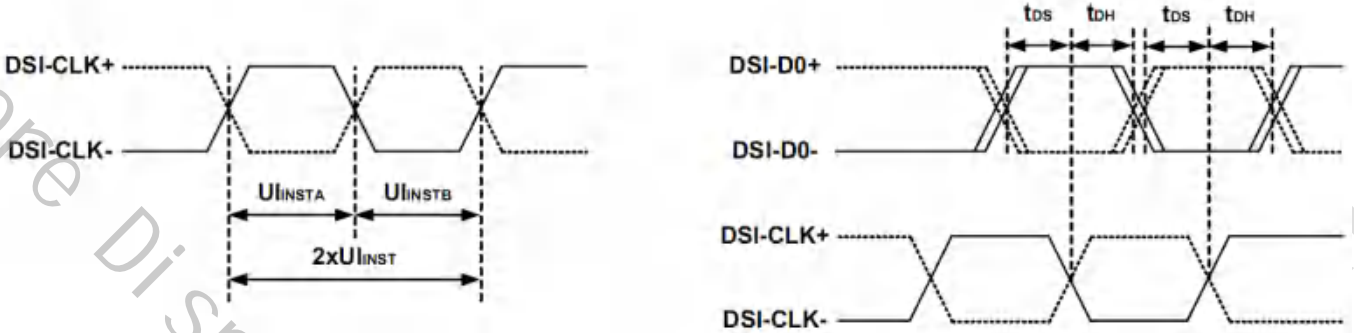 DSI-CLK+
DSI-CLK-
UIINSTA
UIINSTB
2xUIINST
tDS
tDH
tDS
tDH
DSI-D0+
DSI-D0-
DSI-CLK+
DSI-CLK-